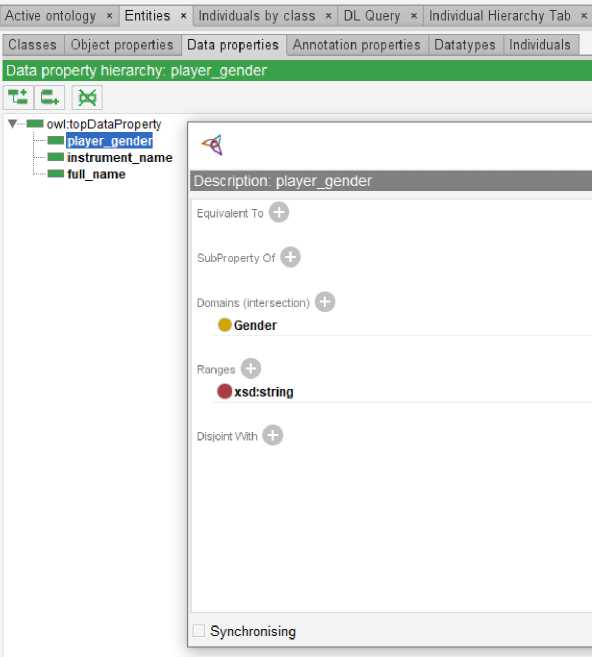 Active ontology × Entities × Individuals by class × DL Query × Individual Hierarchy Tab ×
Classes Object properties Data properties Annotation properties Datatypes Individuals
Data property hierarchy: player_gender
owl:topDataProperty
player_gender
instrument_name
full_name
Description: player_gender
Equivalent To
SubProperty Of
Domains (intersection)
Gender
Ranges
xsd:string
Disjoint With
Synchronising